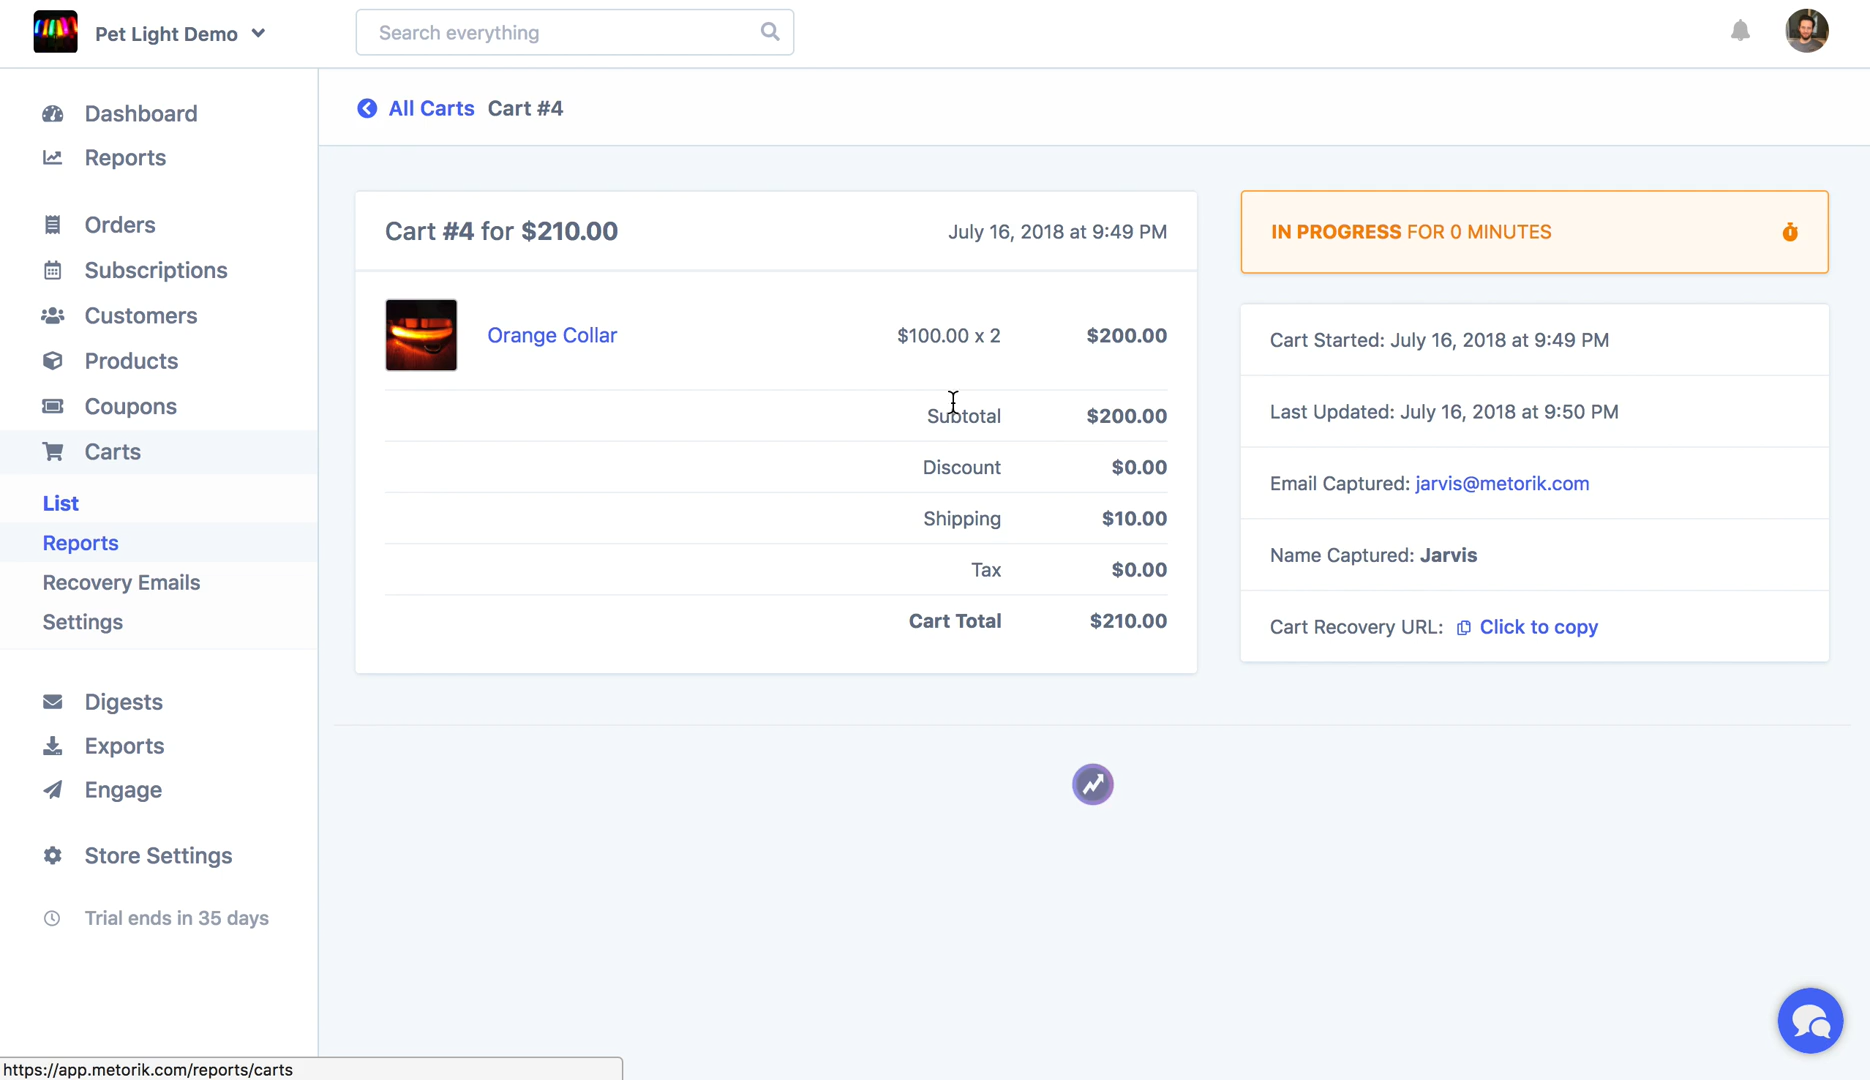 Pet Light Demo
Search everything
Dashboard
Reports
Orders
Subscriptions
Customers
Products
Coupons
Carts
List
Reports
Recovery Emails
Settings
Digests
Exports
Engage
Store Settings
Trial ends in 35 days
All Carts Cart #4
Cart #4 for $210.00 July 16, 2018 at 9:49 PM
Orange Collar $100.00 x 2 $200.00
Subtotal $200.00
Discount $0.00
Shipping $10.00
Tax $0.00
Cart Total $210.00
IN PROGRESS FOR 0 MINUTES
Cart Started: July 16, 2018 at 9:49 PM
Last Updated: July 16, 2018 at 9:50 PM
Email Captured: jarvis@metorik.com
Name Captured: Jarvis
Cart Recovery URL: Click to copy
https://app.metorik.com/reports/carts